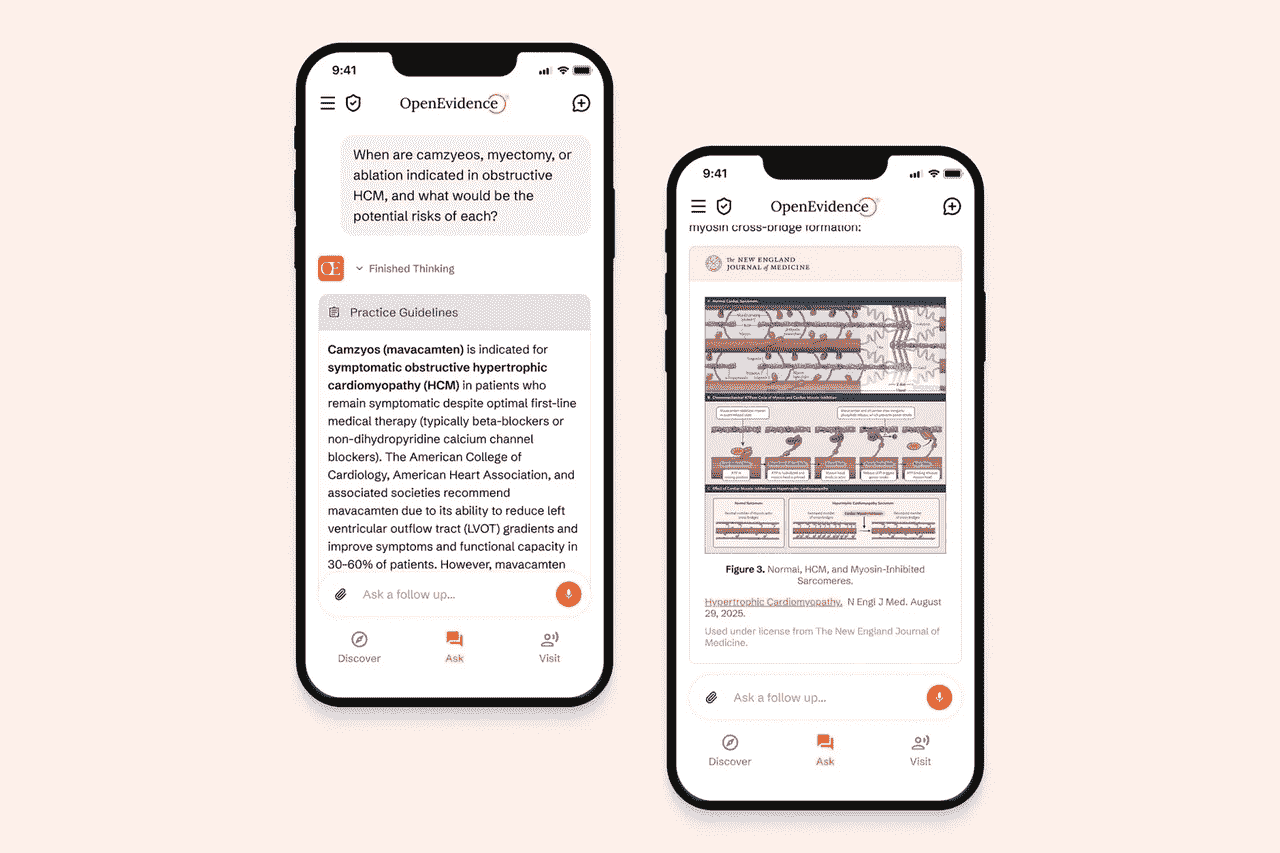 9:41
OpenEvidence
When are camzyeos, myectomy, or
ablation indicated in obstructive
HCM, and what would be the
potential risks of each?
OE
Finished Thinking
Practice Guidelines
Camzyos (mavacamten) is indicated for
symptomatic obstructive hypertrophic
cardiomyopathy (HCM) in patients who
remain symptomatic despite optimal first-line
medical therapy (typically beta-blockers or
non-dihydropyridine calcium channel
blockers). The American College of
Cardiology, American Heart Association, and
associated societies recommend
mavacamten due to its ability to reduce left
ventricular outflow tract (LVOT) gradients and
improve symptoms and functional capacity in
30-60% of patients. However, mavacamten
Ask a follow up...
Discover
Ask
Visit
9:41
OpenEvidence
myosin cross-bridge formation:
The NEW ENGLAND
JOURNAL of MEDICINE
A Normal Cardiac Sarcomere
Figure 3. Normal, HCM, and Myosin-Inhibited
Sarcomeres.
Hypertrophic Cardiomyopathy. N Engl J Med. August
29, 2025.
Used under license from The New England Journal of
Medicine.
Ask a follow up...
Discover
Ask
Visit